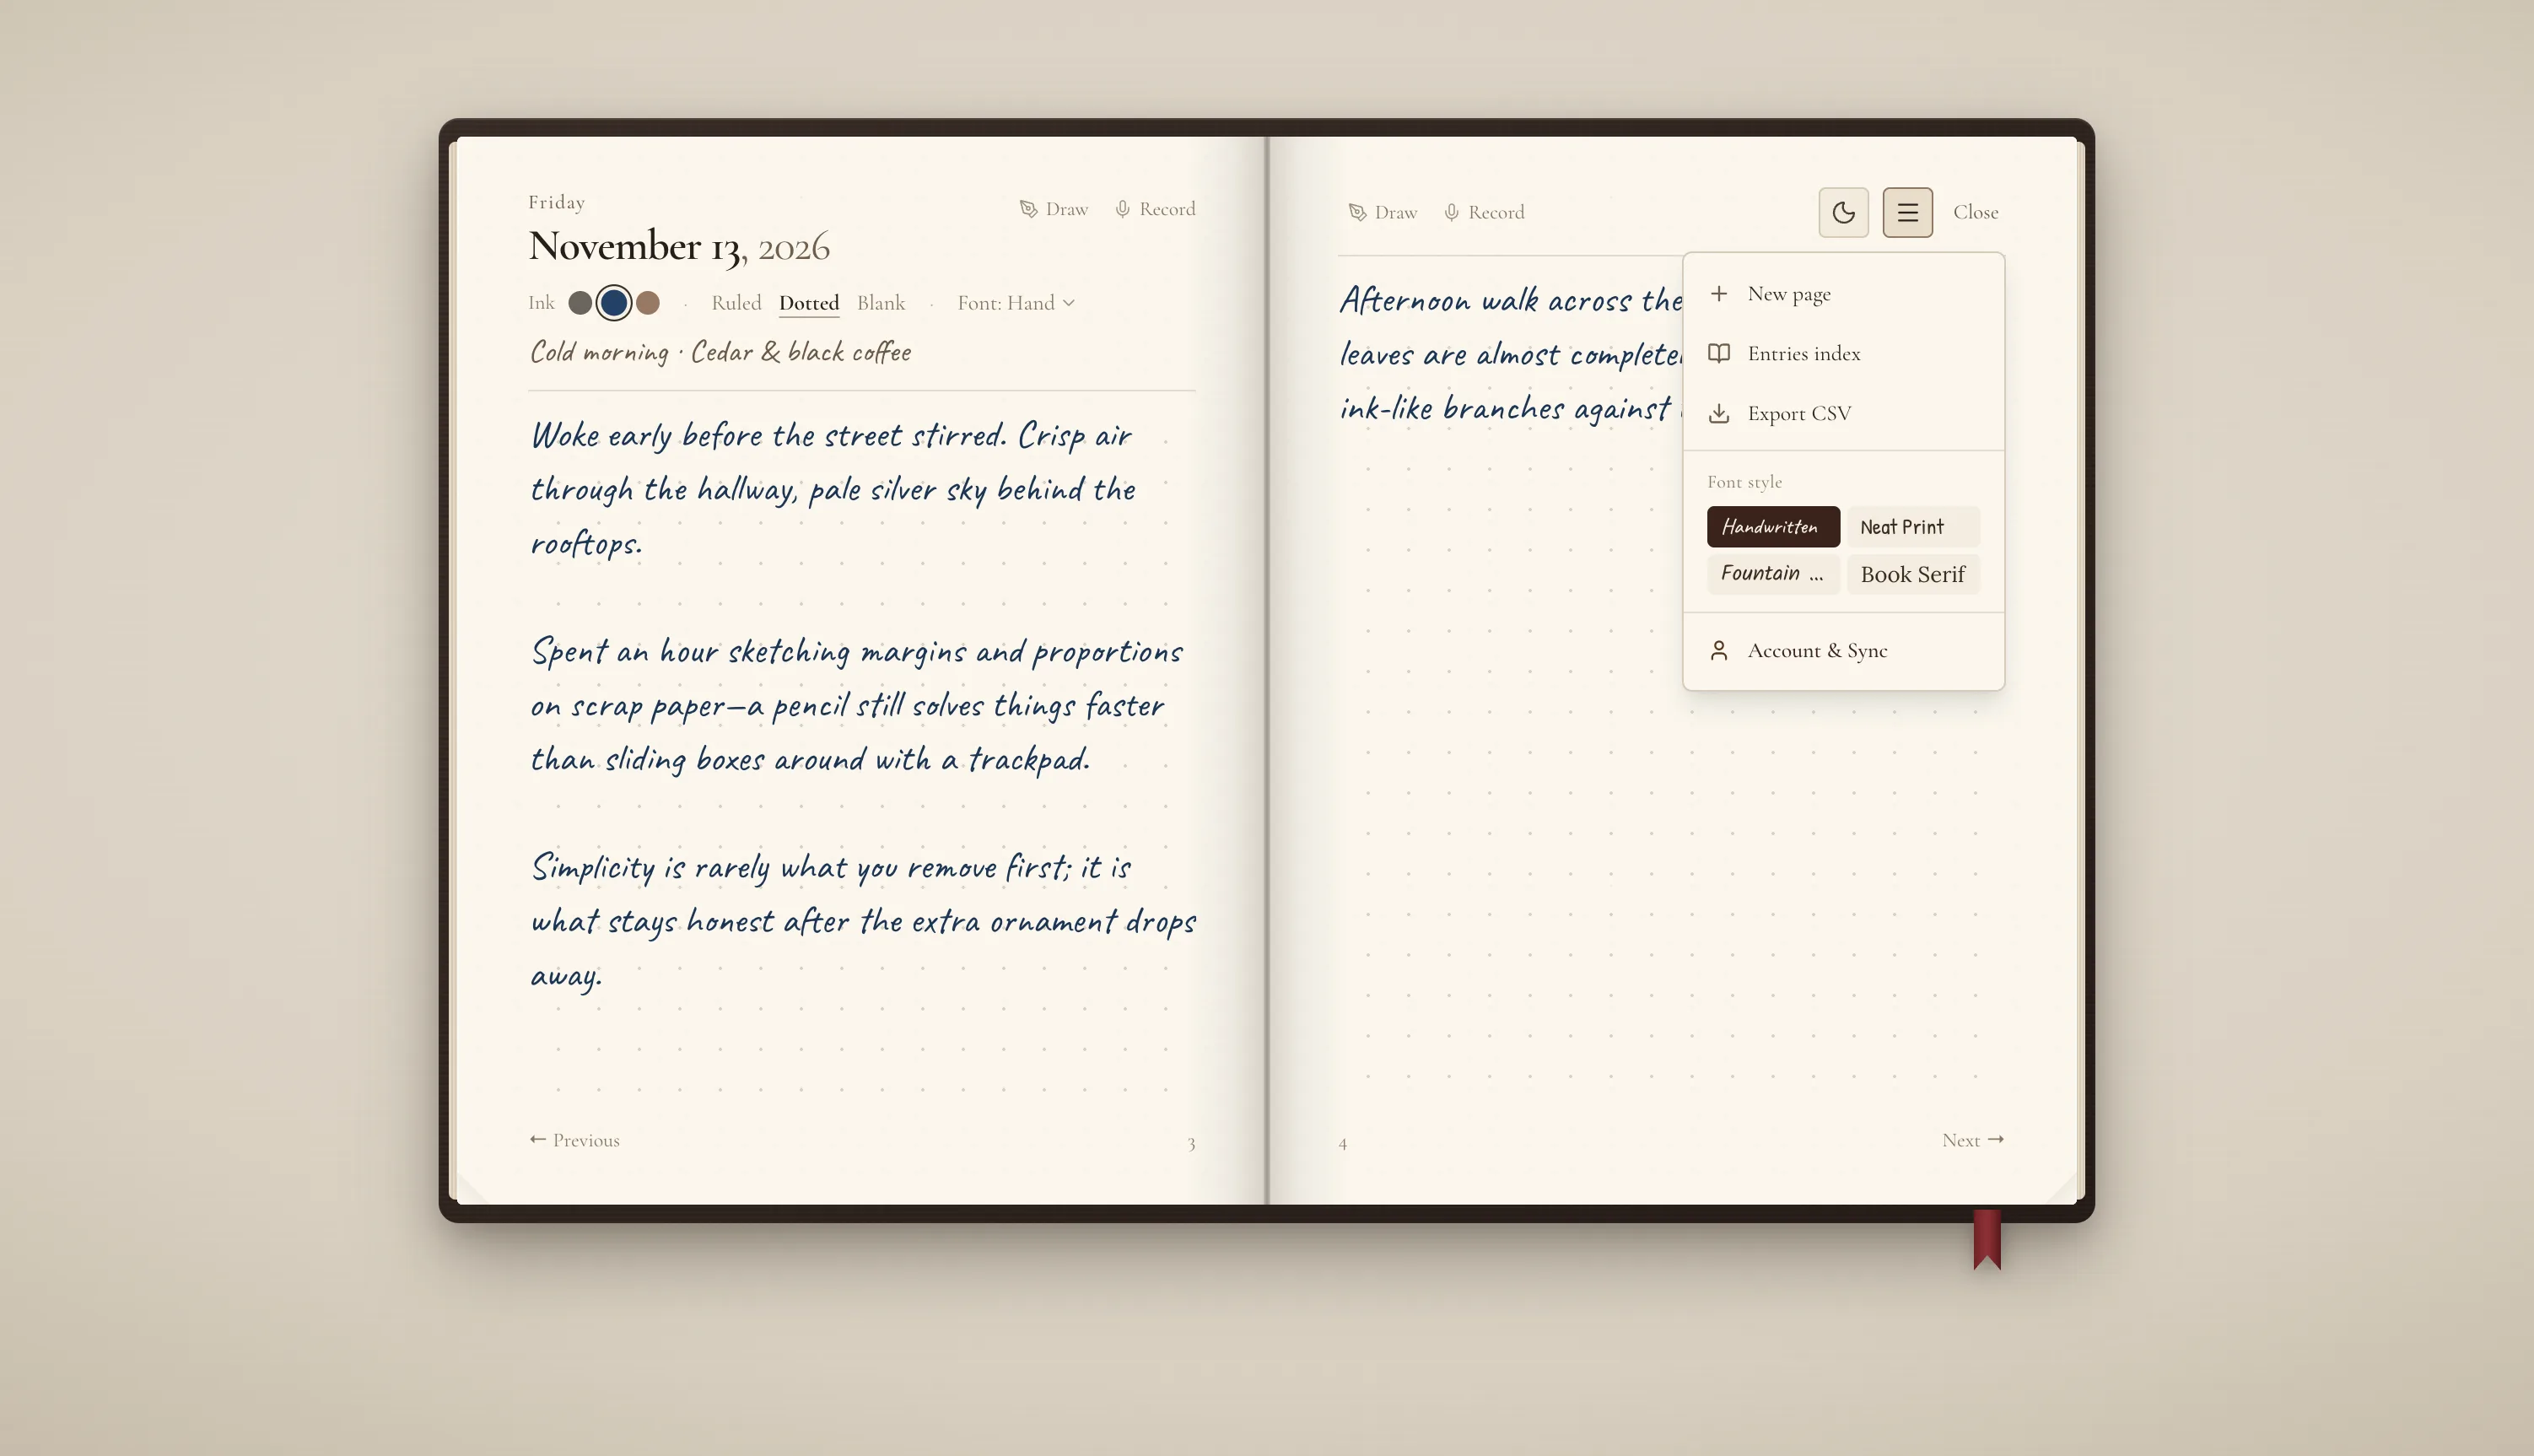 Friday
Draw
Record
November 13, 2026
Ink
Ruled
Dotted
Blank
Font: Hand
Cold morning · Cedar & black coffee
Woke early before the street stirred. Crisp air
through the hallway, pale silver sky behind the
rooftops.
Spent an hour sketching margins and proportions
on scrap paper—a pencil still solves things faster
than sliding boxes around with a trackpad.
Simplicity is rarely what you remove first; it is
what stays honest after the extra ornament drops
away.
← Previous
3
Draw
Record
Close
Afternoon walk across the
leaves are almost
ink-like branches against
New page
Entries index
Export CSV
Font style
Handwritten
Neat Print
Fountain ...
Book Serif
Account & Sync
4
Next →